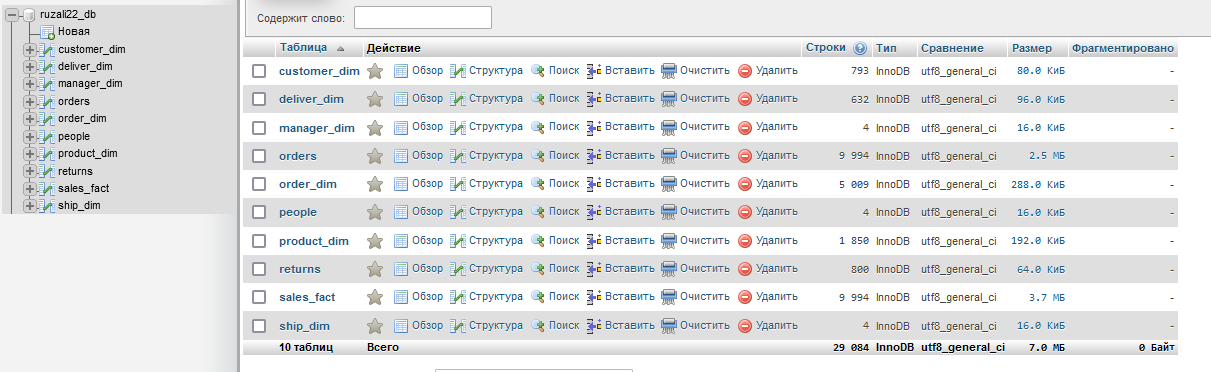 ruzali22_db
Новая
customer_dim
deliver_dim
manager_dim
orders
order_dim
people
product_dim
returns
sales_fact
ship_dim
Содержит слово:
Таблица Действие Строки Тип Сравнение Размер Фрагментировано
customer_dim Обзор Структура Поиск Вставить Очистить Удалить 793 InnoDB utf8_general_ci 80.0 КиБ -
deliver_dim Обзор Структура Поиск Вставить Очистить Удалить 632 InnoDB utf8_general_ci 96.0 КиБ -
manager_dim Обзор Структура Поиск Вставить Очистить Удалить 4 InnoDB utf8_general_ci 16.0 КиБ -
orders Обзор Структура Поиск Вставить Очистить Удалить 9 994 InnoDB utf8_general_ci 2.5 МБ -
order_dim Обзор Структура Поиск Вставить Очистить Удалить 5 009 InnoDB utf8_general_ci 288.0 КиБ -
people Обзор Структура Поиск Вставить Очистить Удалить 4 InnoDB utf8_general_ci 16.0 КиБ -
product_dim Обзор Структура Поиск Вставить Очистить Удалить 1 850 InnoDB utf8_general_ci 192.0 КиБ -
returns Обзор Структура Поиск Вставить Очистить Удалить 800 InnoDB utf8_general_ci 64.0 КиБ -
sales_fact Обзор Структура Поиск Вставить Очистить Удалить 9 994 InnoDB utf8_general_ci 3.7 МБ -
ship_dim Обзор Структура Поиск Вставить Очистить Удалить 4 InnoDB utf8_general_ci 16.0 КиБ -
10 таблиц Всего 29 084 InnoDB utf8_general_ci 7.0 МБ 0 Байт